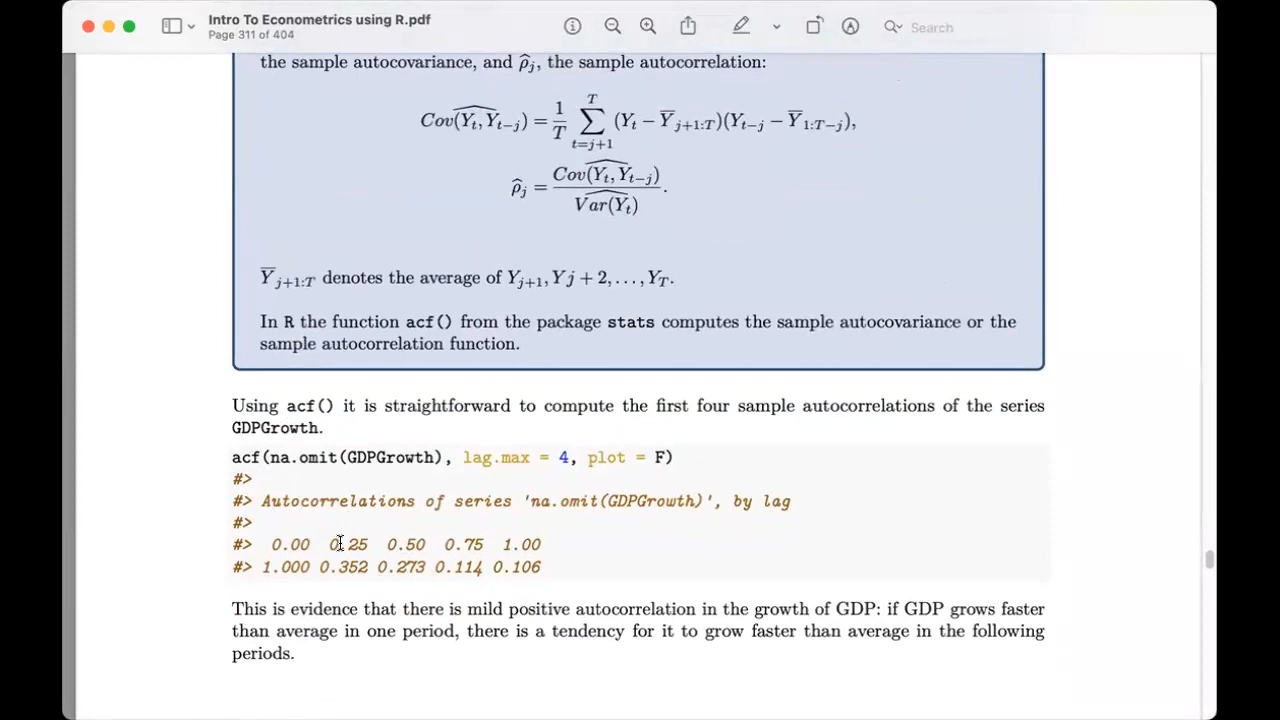 Intro To Econometrics using R.pdf
Page 311 of 404
Search
the sample autocovariance, and ρ̂_j, the sample autocorrelation:
Cov(Y_t, Y_{t−j})^ = 1/T ∑_{t=j+1}^{T} (Y_t − Y̅_{j+1:T})(Y_{t−j} − Y̅_{1:T−j}),
ρ̂_j = Cov(Y_t, Y_{t−j})^ / Var(Y_t)^.
Y̅_{j+1:T} denotes the average of Y_{j+1}, Yj + 2, . . . , Y_T.
In R the function acf() from the package stats computes the sample autocovariance or the
sample autocorrelation function.
Using acf() it is straightforward to compute the first four sample autocorrelations of the series
GDPGrowth.
acf(na.omit(GDPGrowth), lag.max = 4, plot = F)
#>
#> Autocorrelations of series 'na.omit(GDPGrowth)', by lag
#>
#> 0.00 0.25 0.50 0.75 1.00
#> 1.000 0.352 0.273 0.114 0.106
This is evidence that there is mild positive autocorrelation in the growth of GDP: if GDP grows faster
than average in one period, there is a tendency for it to grow faster than average in the following
periods.